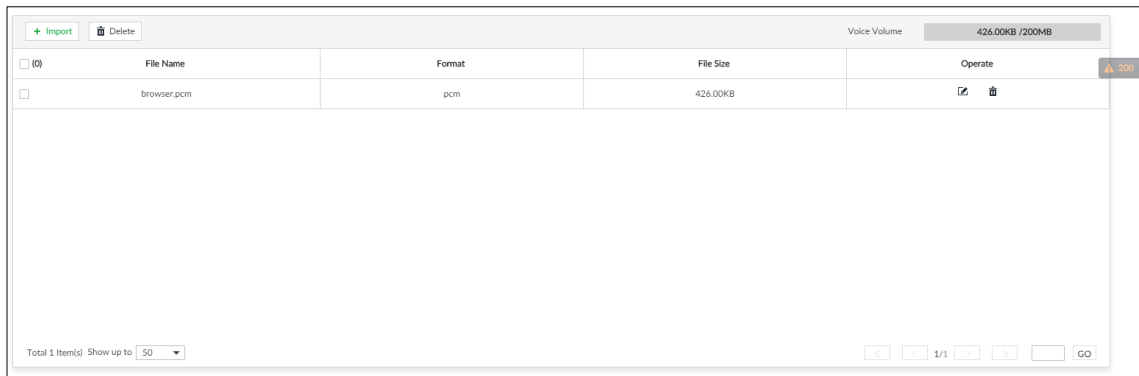 + Import Delete Voice Volume 426.00KB /200MB
(0) File Name Format File Size Operate
200
browser.pcm pcm 426.00KB
Total 1 Item(s) Show up to 50 1/1 GO